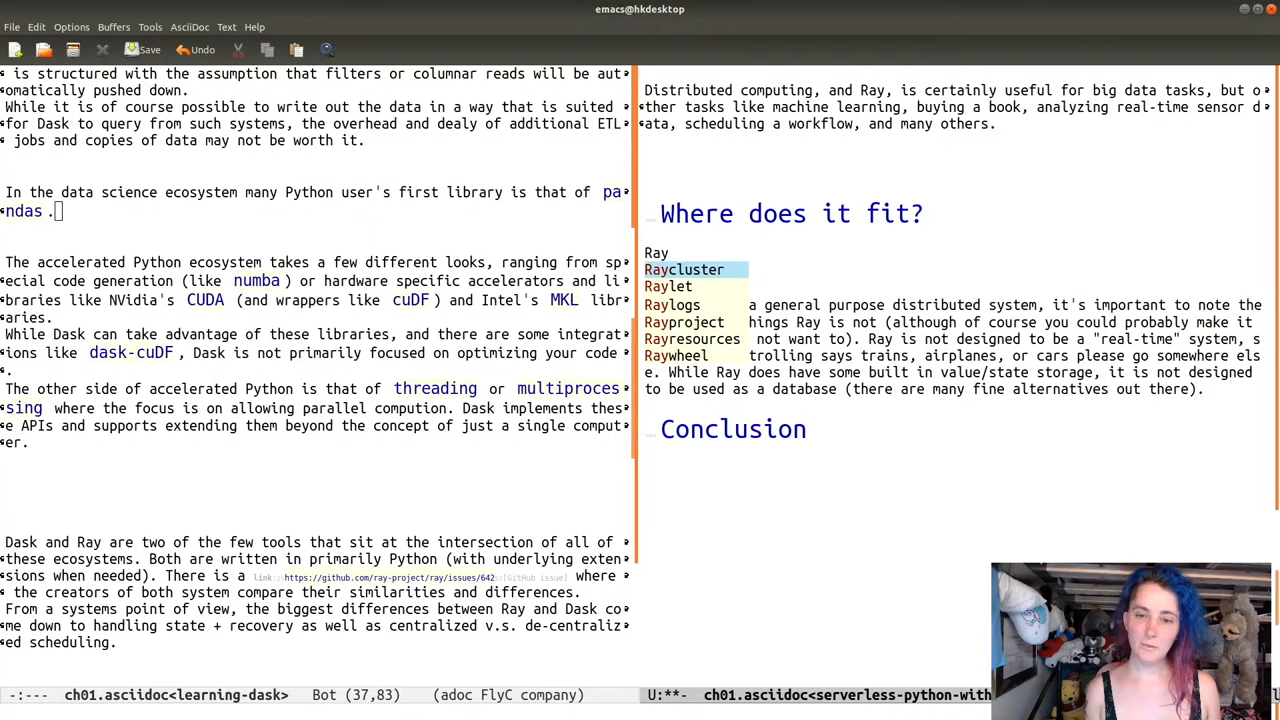 emacs@hkdesktop
File Edit Options Buffers Tools AsciiDoc Text Help
Save Undo
is structured with the assumption that filters or columnar reads will be aut
omatically pushed down.
While it is of course possible to write out the data in a way that is suited
for Dask to query from such systems, the overhead and dealy of additional ETL
jobs and copies of data may not be worth it.
In the data science ecosystem many Python user's first library is that of pa
ndas.
The accelerated Python ecosystem takes a few different looks, ranging from sp
ecial code generation (like numba) or hardware specific accelerators and li
braries like NVidia's CUDA (and wrappers like cuDF) and Intel's MKL libr
aries.
While Dask can take advantage of these libraries, and there are some integrat
ions like dask-cuDF, Dask is not primarily focused on optimizing your code
.
The other side of accelerated Python is that of threading or multiproces
sing where the focus is on allowing parallel compution. Dask implements thes
e APIs and supports extending them beyond the concept of just a single comput
er.
Dask and Ray are two of the few tools that sit at the intersection of all of
these ecosystems. Both are written in primarily Python (with underlying exten
sions when needed). There is a link:https://github.com/ray-project/ray/issues/642[GitHub issue] where
the creators of both system compare their similarities and differences.
From a systems point of view, the biggest differences between Ray and Dask co
me down to handling state + recovery as well as centralized v.s. de-centraliz
ed scheduling.
-:--- ch01.asciidoc<learning-dask> Bot (37,83) (adoc FlyC company)
Distributed computing, and Ray, is certainly useful for big data tasks, but o
ther tasks like machine learning, buying a book, analyzing real-time sensor d
ata, scheduling a workflow, and many others.
Where does it fit?
Ray
Raycluster
Raylet
Raylogs a general purpose distributed system, it's important to note the
Rayproject hings Ray is not (although of course you could probably make it
Rayresources not want to). Ray is not designed to be a "real-time" system, s
Raywheel trolling says trains, airplanes, or cars please go somewhere els
e. While Ray does have some built in value/state storage, it is not designed
to be used as a database (there are many fine alternatives out there).
Conclusion
U:**- ch01.asciidoc<serverless-python-with